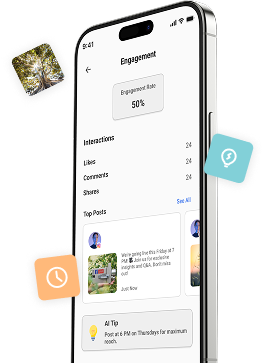 9:41
Engagement
Engagement Rate
50%
Interactions
Likes 24
Comments 24
Shares 24
Top Posts See All
We're going live this Friday at 7
PM! Join us for exclusive
insights and Q&A. Don't miss
out!
Just Now
AI Tip
Post at 6 PM on Thursdays for maximum
reach.